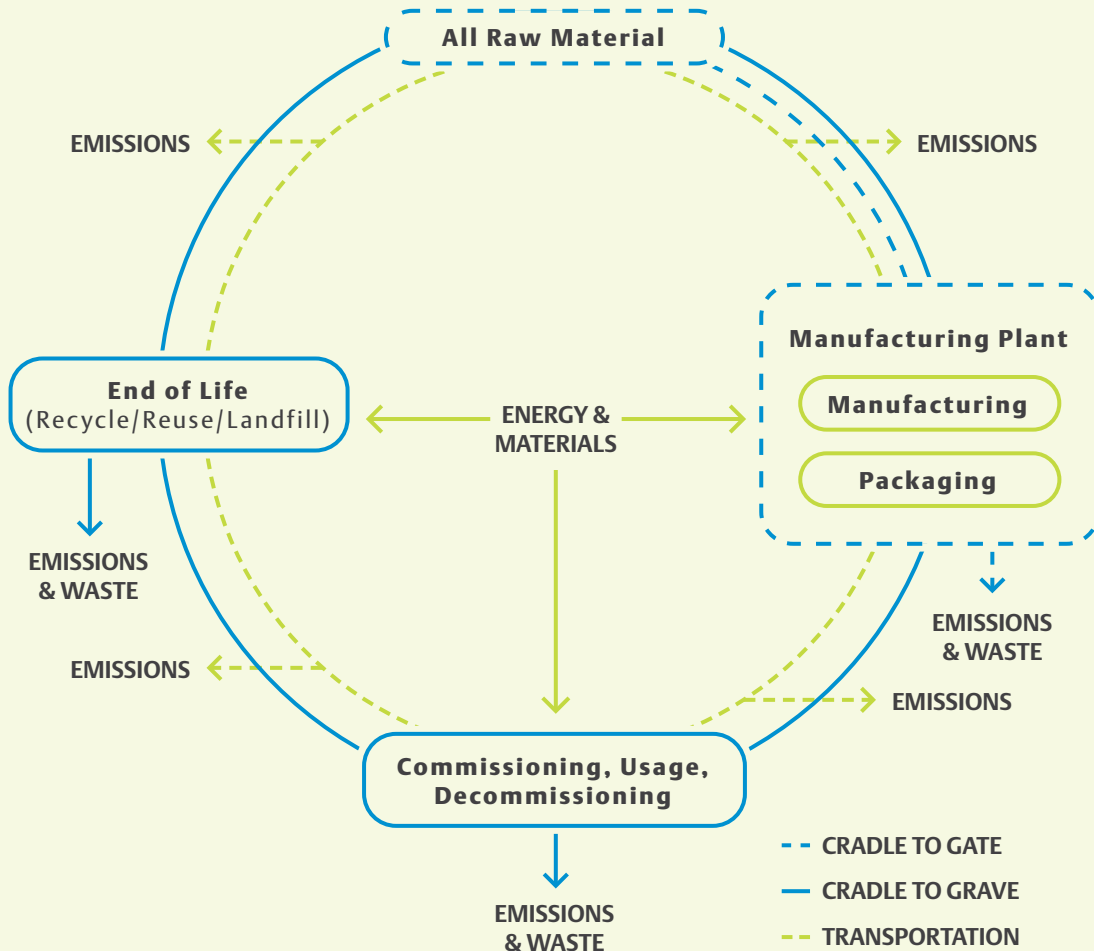 All Raw Material
EMISSIONS
EMISSIONS
Manufacturing Plant
Manufacturing
Packaging
End of Life
(Recycle/Reuse/Landfill)
ENERGY &
MATERIALS
EMISSIONS
& WASTE
EMISSIONS
& WASTE
EMISSIONS
EMISSIONS
Commissioning, Usage,
Decommissioning
EMISSIONS
& WASTE
CRADLE TO GATE
CRADLE TO GRAVE
TRANSPORTATION